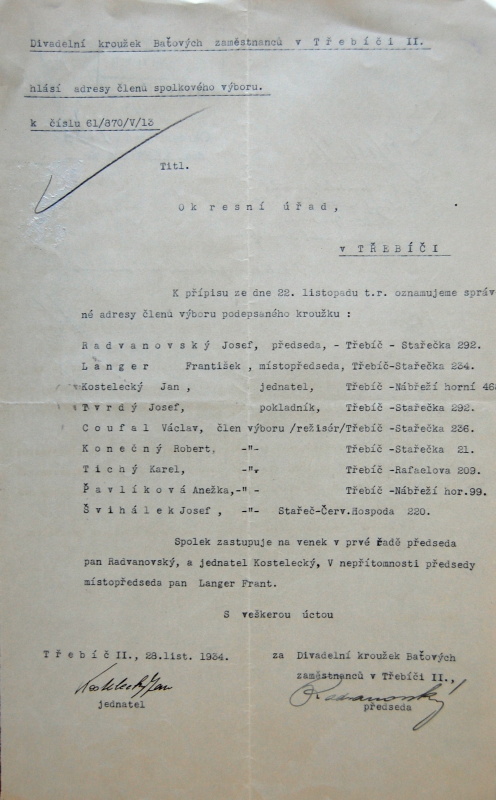 Divadelní kroužek Baťových zaměstnanců v Třebíči II.
hlásí adresy členů spolkového výboru.
k číslu 61/870/V/13
Titl.
Okresní úřad,
v TŘEBÍČI
K přípisu ze dne 22. listopadu t.r. oznamujeme správ
né adresy členů výboru podepsaného kroužku :
Radvanovský Josef, předseda, - Třebíč - Stařečka 292.
Langer František , místopředseda, Třebíč-Stařečka 234.
Kostelecký Jan , jednatel, Třebíč -Nábřeží horní 468
Tvrdý Josef, pokladník, Třebíč -Stařečka 292.
Coufal Václav, člen výboru /režisér/Třebíč -Stařečka 236.
Konečný Robert, -"- Třebíč -Stařečka 21.
Tichý Karel, -"- Třebíč -Rafaelova 209.
Pavlíková Anežka,-"- Třebíč -Nábřeží hor.99.
Švihálek Josef , -"- Stařeč-Červ.Hospoda 220.
Spolek zastupuje na venek v prvé řadě předseda
pan Radvanovský, a jednatel Kostelecký, V nepřítomnosti předsedy
místopředseda pan Langer Frant.
S veškerou úctou
Třebíč II., 28.list. 1934.
za Divadelní kroužek Baťových
zaměstnanců v Třebíči II.,
Kostelecký Jan
Radvanovský
jednatel
předseda